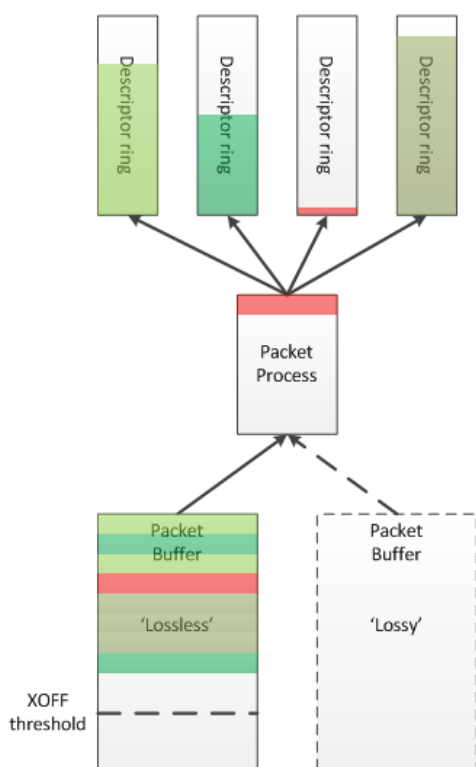 Descriptor ring
Descriptor ring
Descriptor ring
Descriptor ring
Packet
Process
Packet
Buffer
'Lossless'
Packet
Buffer
'Lossy'
XOFF
threshold